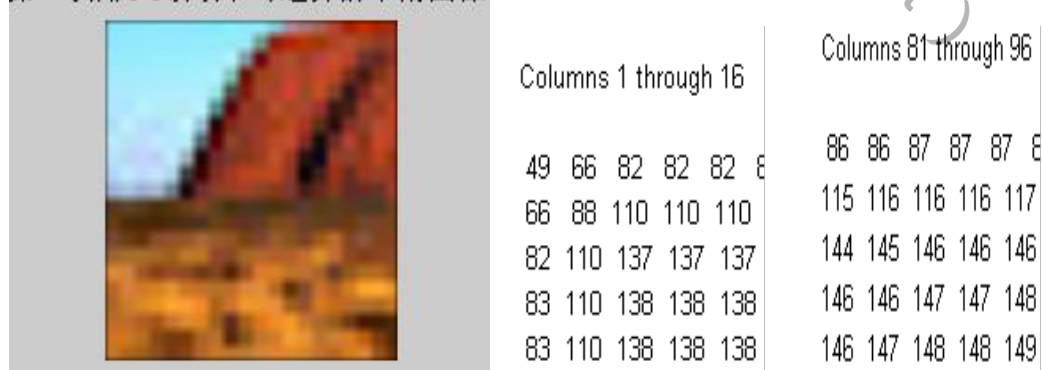 Columns 1 through 16
49 66 82 82 82
66 88 110 110 110
82 110 137 137 137
83 110 138 138 138
83 110 138 138 138
Columns 81 through 96
86 86 87 87 87
115 116 116 116 117
144 145 146 146 146
146 146 147 147 148
146 147 148 148 149